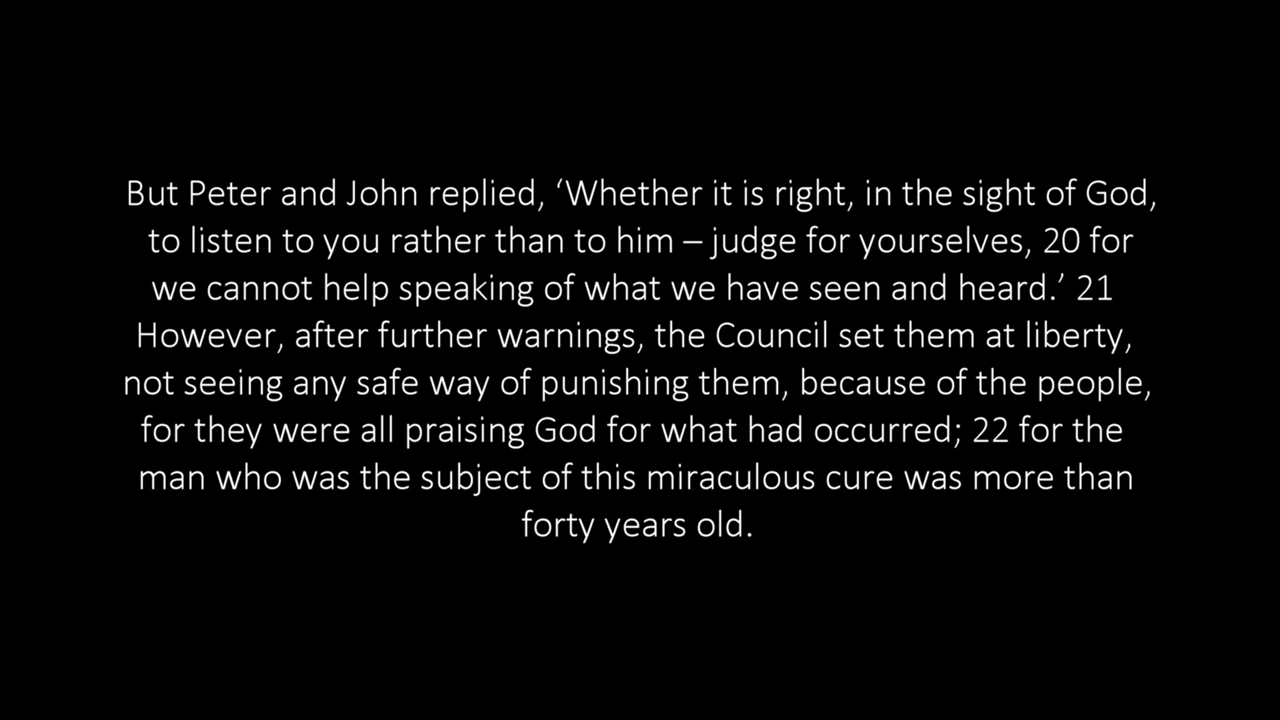 But Peter and John replied, ‘Whether it is right, in the sight of God,
to listen to you rather than to him – judge for yourselves, 20 for
we cannot help speaking of what we have seen and heard.’ 21
However, after further warnings, the Council set them at liberty,
not seeing any safe way of punishing them, because of the people,
for they were all praising God for what had occurred; 22 for the
man who was the subject of this miraculous cure was more than
forty years old.